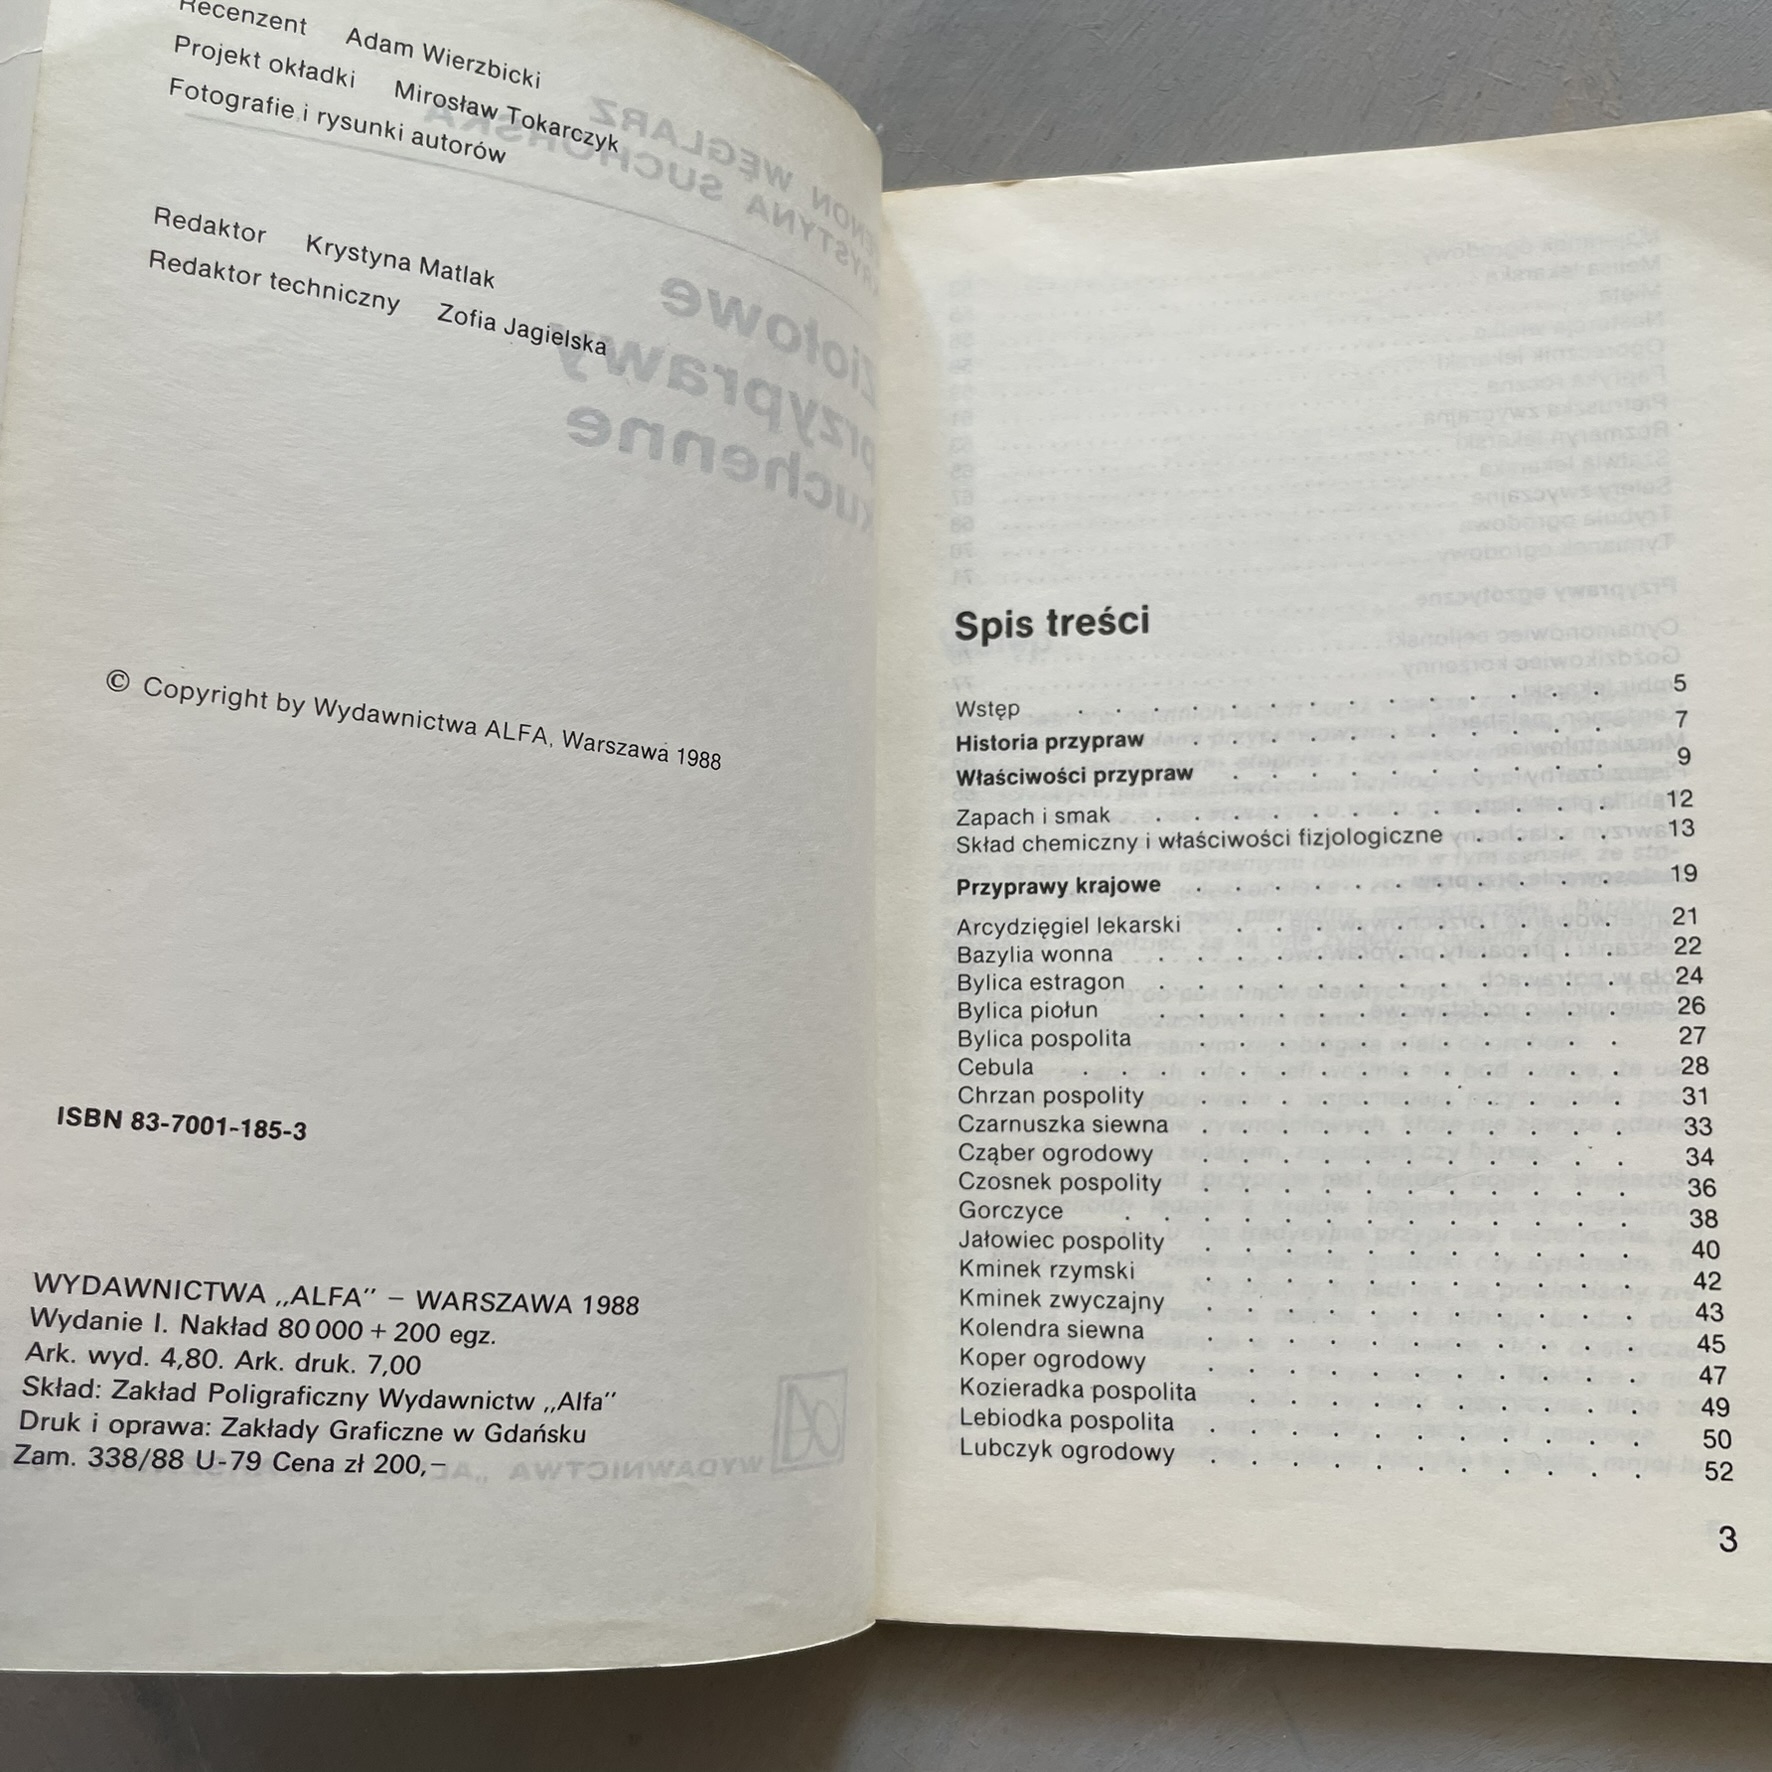 Recenzent Adam Wierzbicki
Projekt okładki Mirosław Tokarczyk
Fotografie i rysunki autorów
Redaktor Krystyna Matlak
Redaktor techniczny Zofia Jagielska
© Copyright by Wydawnictwa ALFA, Warszawa 1988
ISBN 83-7001-185-3
WYDAWNICTWA „ALFA” – WARSZAWA 1988
Wydanie I. Nakład 80 000 + 200 egz.
Ark. wyd. 4,80. Ark. druk. 7,00
Skład: Zakład Poligraficzny Wydawnictw „Alfa”
Druk i oprawa: Zakłady Graficzne w Gdańsku
Zam. 338/88 U-79 Cena zł 200,–
Spis treści
Wstęp . . . . . . . . . . . . . . 5
Historia przypraw . . . . . . . . . . . 7
Właściwości przypraw . . . . . . . . . . 9
Zapach i smak . . . . . . . . . . . . 12
Skład chemiczny i właściwości fizjologiczne . . . . 13
Przyprawy krajowe . . . . . . . . . . . 19
Arcydzięgiel lekarski . . . . . . . . . . 21
Bazylia wonna . . . . . . . . . . . . 22
Bylica estragon . . . . . . . . . . . . 24
Bylica piołun . . . . . . . . . . . . 26
Bylica pospolita . . . . . . . . . . . 27
Cebula . . . . . . . . . . . . . . 28
Chrzan pospolity . . . . . . . . . . . 31
Czarnuszka siewna . . . . . . . . . . . 33
Cząber ogrodowy . . . . . . . . . . . 34
Czosnek pospolity . . . . . . . . . . . 36
Gorczyce . . . . . . . . . . . . . 38
Jałowiec pospolity . . . . . . . . . . . 40
Kminek rzymski . . . . . . . . . . . 42
Kminek zwyczajny . . . . . . . . . . . 43
Kolendra siewna . . . . . . . . . . . 45
Koper ogrodowy . . . . . . . . . . . 47
Kozieradka pospolita . . . . . . . . . . 49
Lebiodka pospolita . . . . . . . . . . . 50
Lubczyk ogrodowy . . . . . . . . . . . 52
3